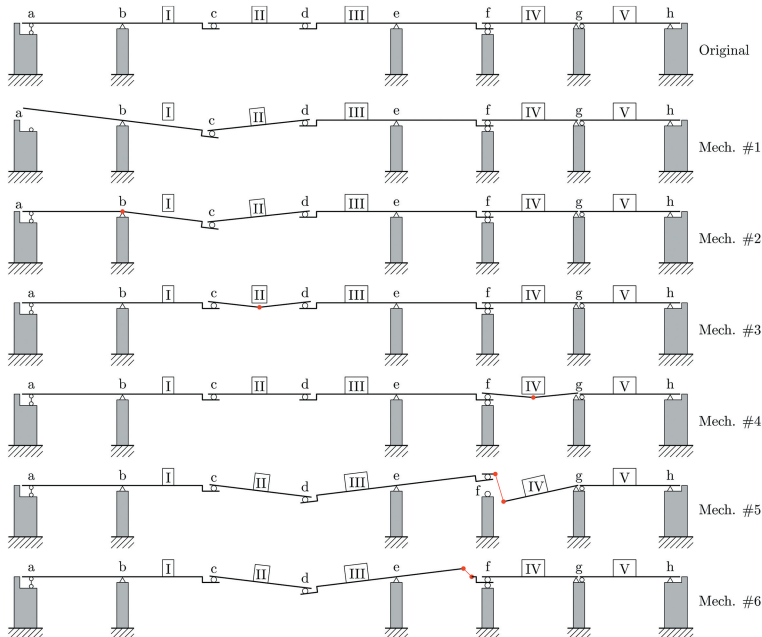 a b I c II d III e f IV g V h
Original
a b I c II d III e f IV g V h
Mech. #1
a b I c II d III e f IV g V h
Mech. #2
a b I c II d III e f IV g V h
Mech. #3
a b I c II d III e f IV g V h
Mech. #4
a b I c II d III e f f IV g V h
Mech. #5
a b I c II d III e f IV g V h
Mech. #6